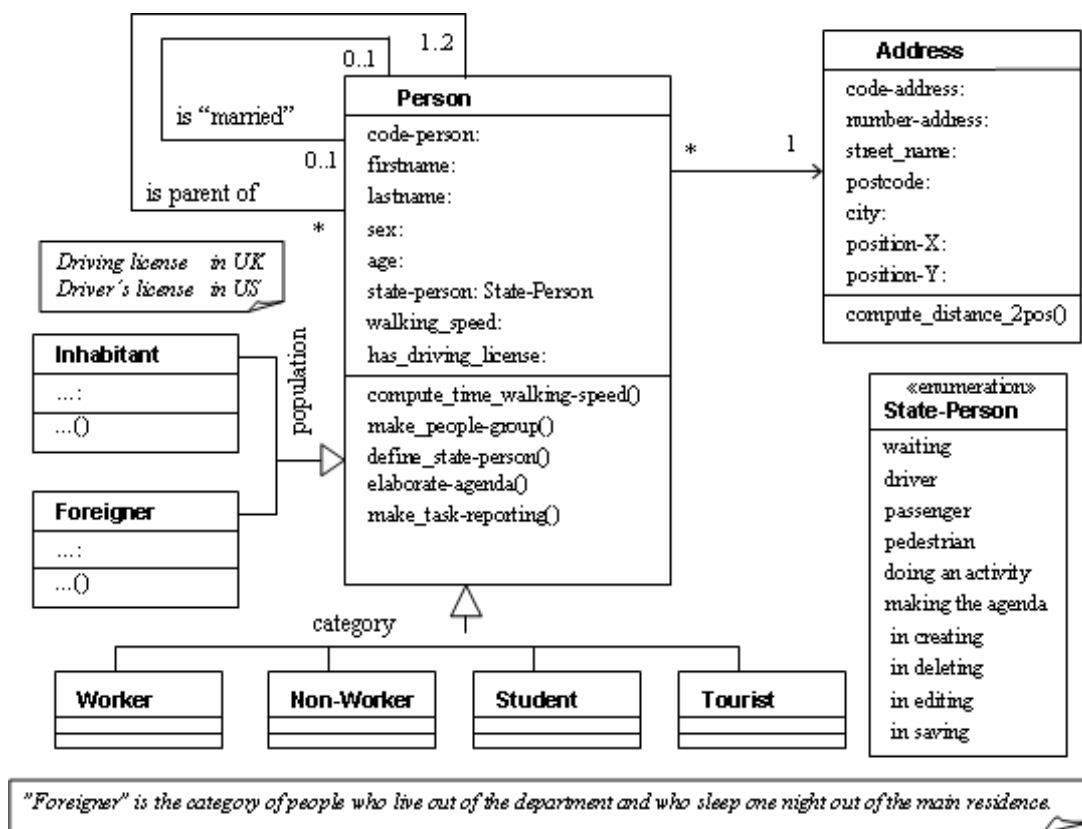 1..2
0..1
is “married”
0..1
is parent of
*
Person
code-person:
firstname:
lastname:
sex:
age:
state-person: State-Person
walking_speed:
has_driving_license:
compute_time_walking-speed()
make_people-group()
define_state-person()
elaborate-agenda()
make_task-reporting()
*
1
Address
code-address:
number-address:
street_name:
postcode:
city:
position-X:
position-Y:
compute_distance_2pos()
Driving license in UK
Driver´s license in US
Inhabitant
...:
...()
Foreigner
...:
...()
population
category
Worker
Non-Worker
Student
Tourist
«enumeration»
State-Person
waiting
driver
passenger
pedestrian
doing an activity
making the agenda
in creating
in deleting
in editing
in saving
"Foreigner" is the category of people who live out of the department and who sleep one night out of the main residence.